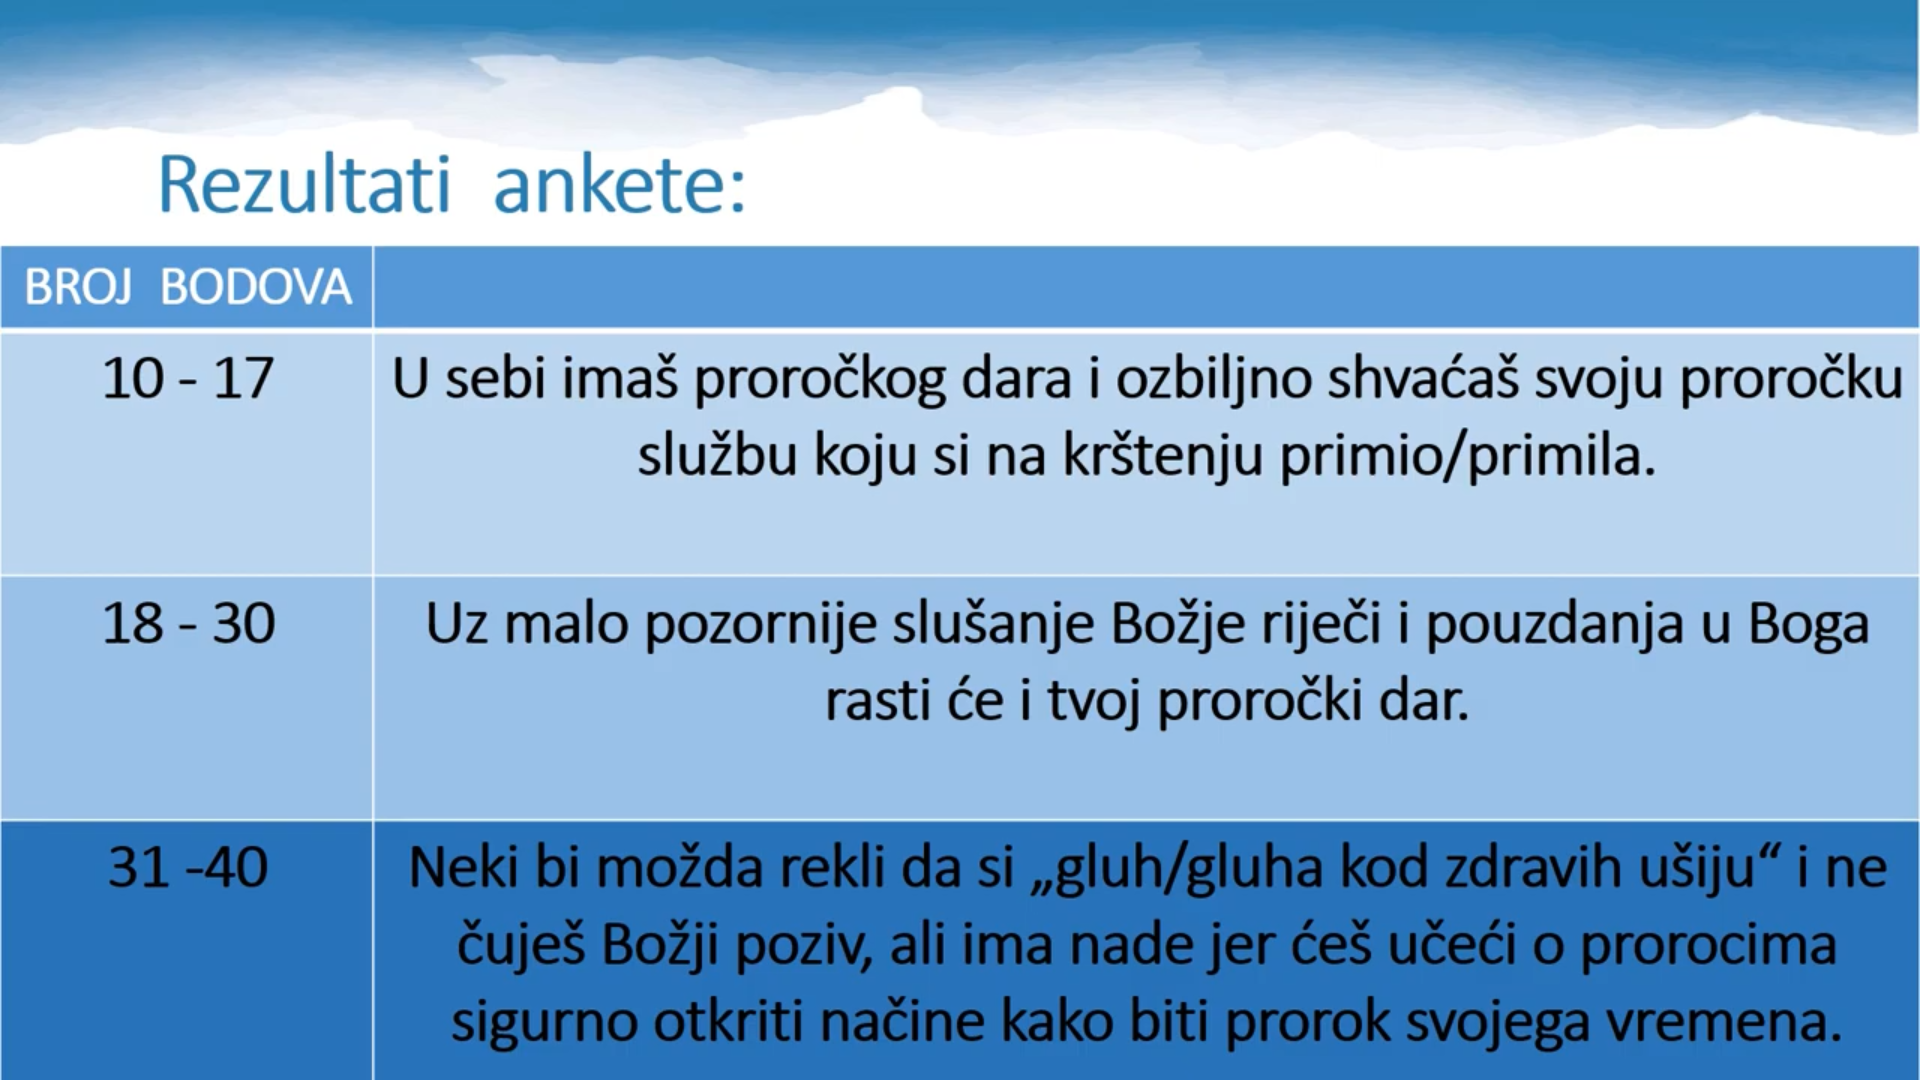 Rezultati ankete:
BROJ BODOVA
10 - 17
U sebi imaš proročkog dara i ozbiljno shvaćaš svoju proročku
službu koju si na krštenju primio/primila.
18 - 30
Uz malo pozornije slušanje Božje riječi i pouzdanja u Boga
rasti će i tvoj proročki dar.
31 -40
Neki bi možda rekli da si „gluh/gluha kod zdravih ušiju“ i ne
čuješ Božji poziv, ali ima nade jer ćeš učeći o prorocima
sigurno otkriti načine kako biti prorok svojega vremena.